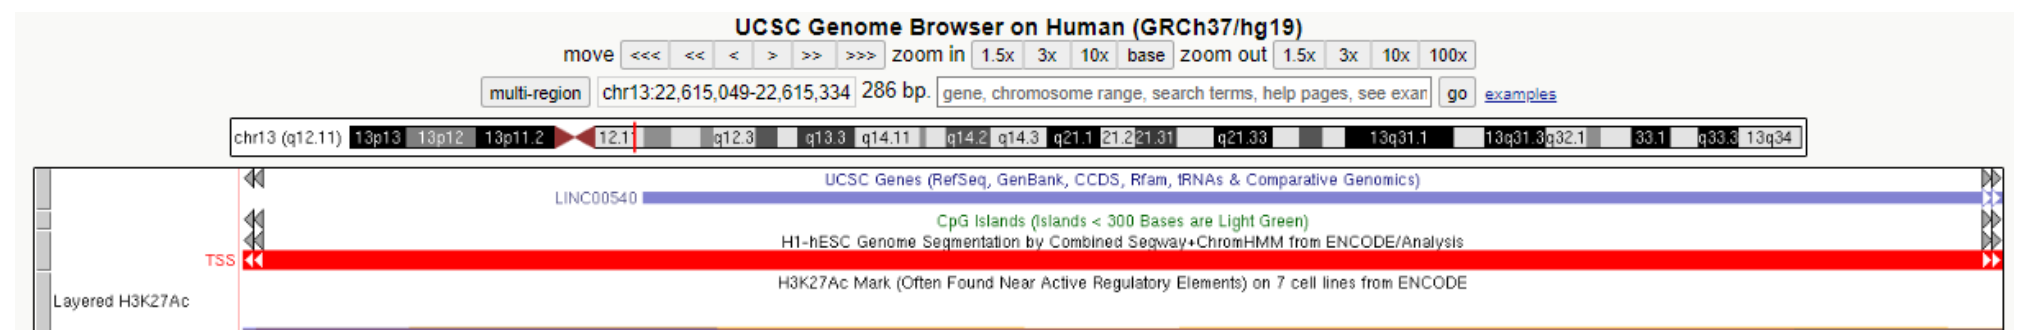 UCSC Genome Browser on Human (GRCh37/hg19)
move <<< << < > >> >>> zoom in 1.5x 3x 10x base zoom out 1.5x 3x 10x 100x
multi-region chr13:22,615,049-22,615,334 286 bp. gene, chromosome range, search terms, help pages, see exan go examples
chr13 (q12.11) 13p13 13p12 13p11.2 12.11 q12.3 q13.3 q14.11 q14.2 q14.3 q21.1 21.2 21.31 q21.33 13q31.1 13q31.3 q32.1 33.1 q33.3 13q34
UCSC Genes (RefSeq, GenBank, CCDS, Rfam, tRNAs & Comparative Genomics)
LINC00540
CpG Islands (Islands < 300 Bases are Light Green)
H1-hESC Genome Segmentation by Combined Segway+ChromHMM from ENCODE/Analysis
TSS
H3K27Ac Mark (Often Found Near Active Regulatory Elements) on 7 cell lines from ENCODE
Layered H3K27Ac